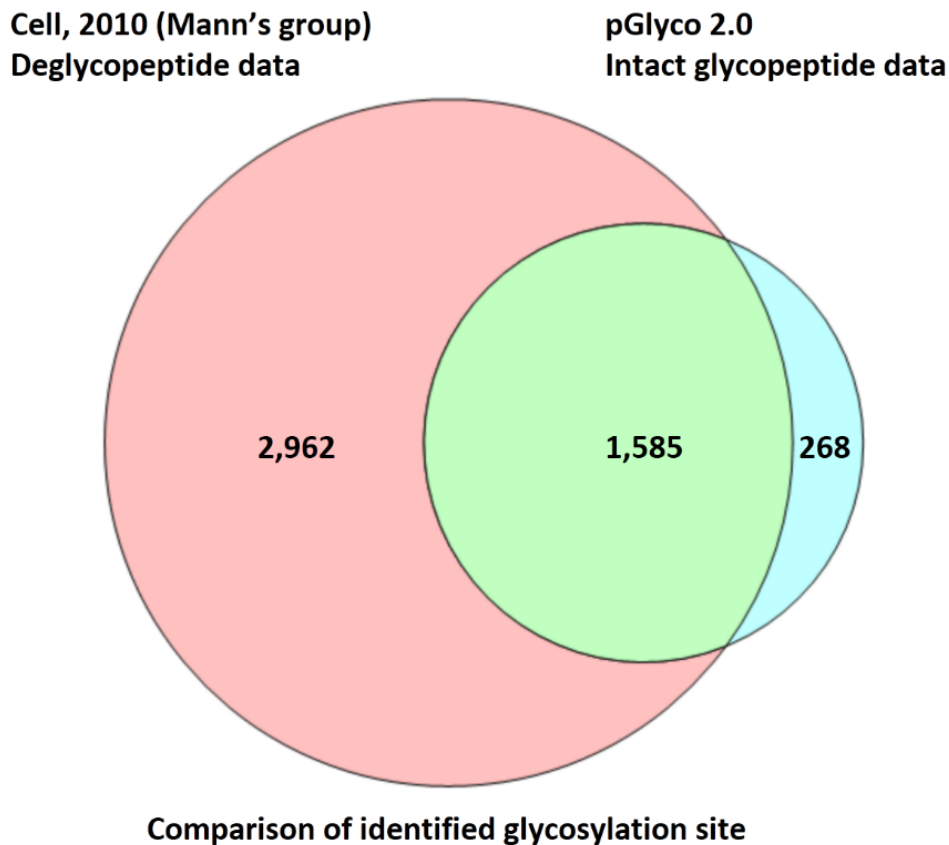 Cell, 2010 (Mann’s group)
Deglycopeptide data
pGlyco 2.0
Intact glycopeptide data
2,962
1,585
268
Comparison of identified glycosylation site